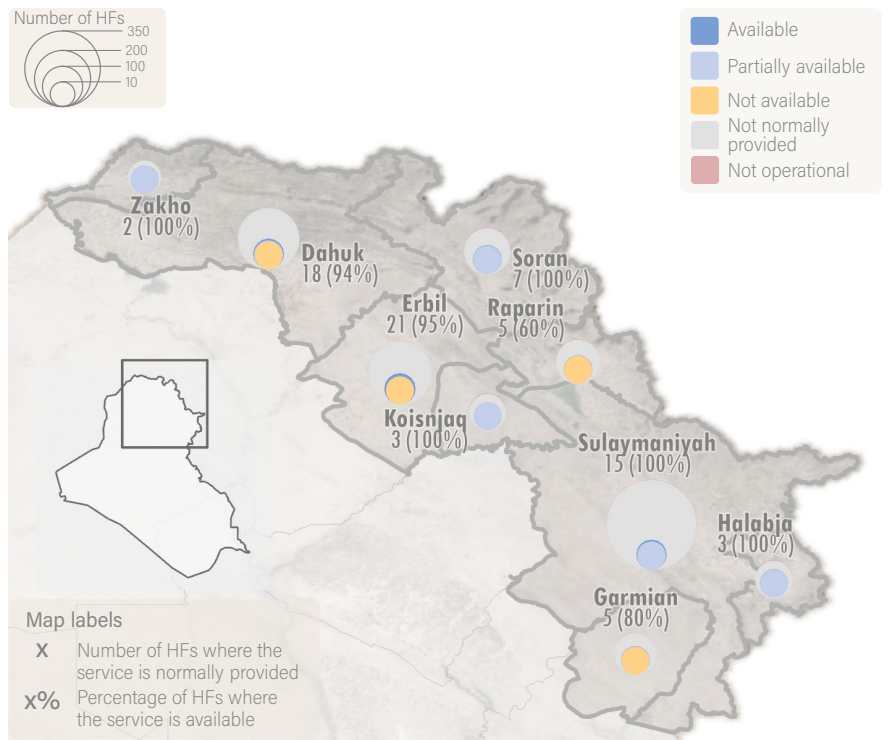 Number of HFs
350
200
100
10
Available
Partially available
Not available
Not normally
provided
Not operational
Zakho
2 (100%)
Dahuk
18 (94%)
Soran
7 (100%)
Erbil
21 (95%)
Raparin
5 (60%)
Koisnjaq
3 (100%)
Sulaymaniyah
15 (100%)
Halabja
3 (100%)
Garmian
5 (80%)
Map labels
X Number of HFs where the
service is normally provided
x% Percentage of HFs where
the service is available